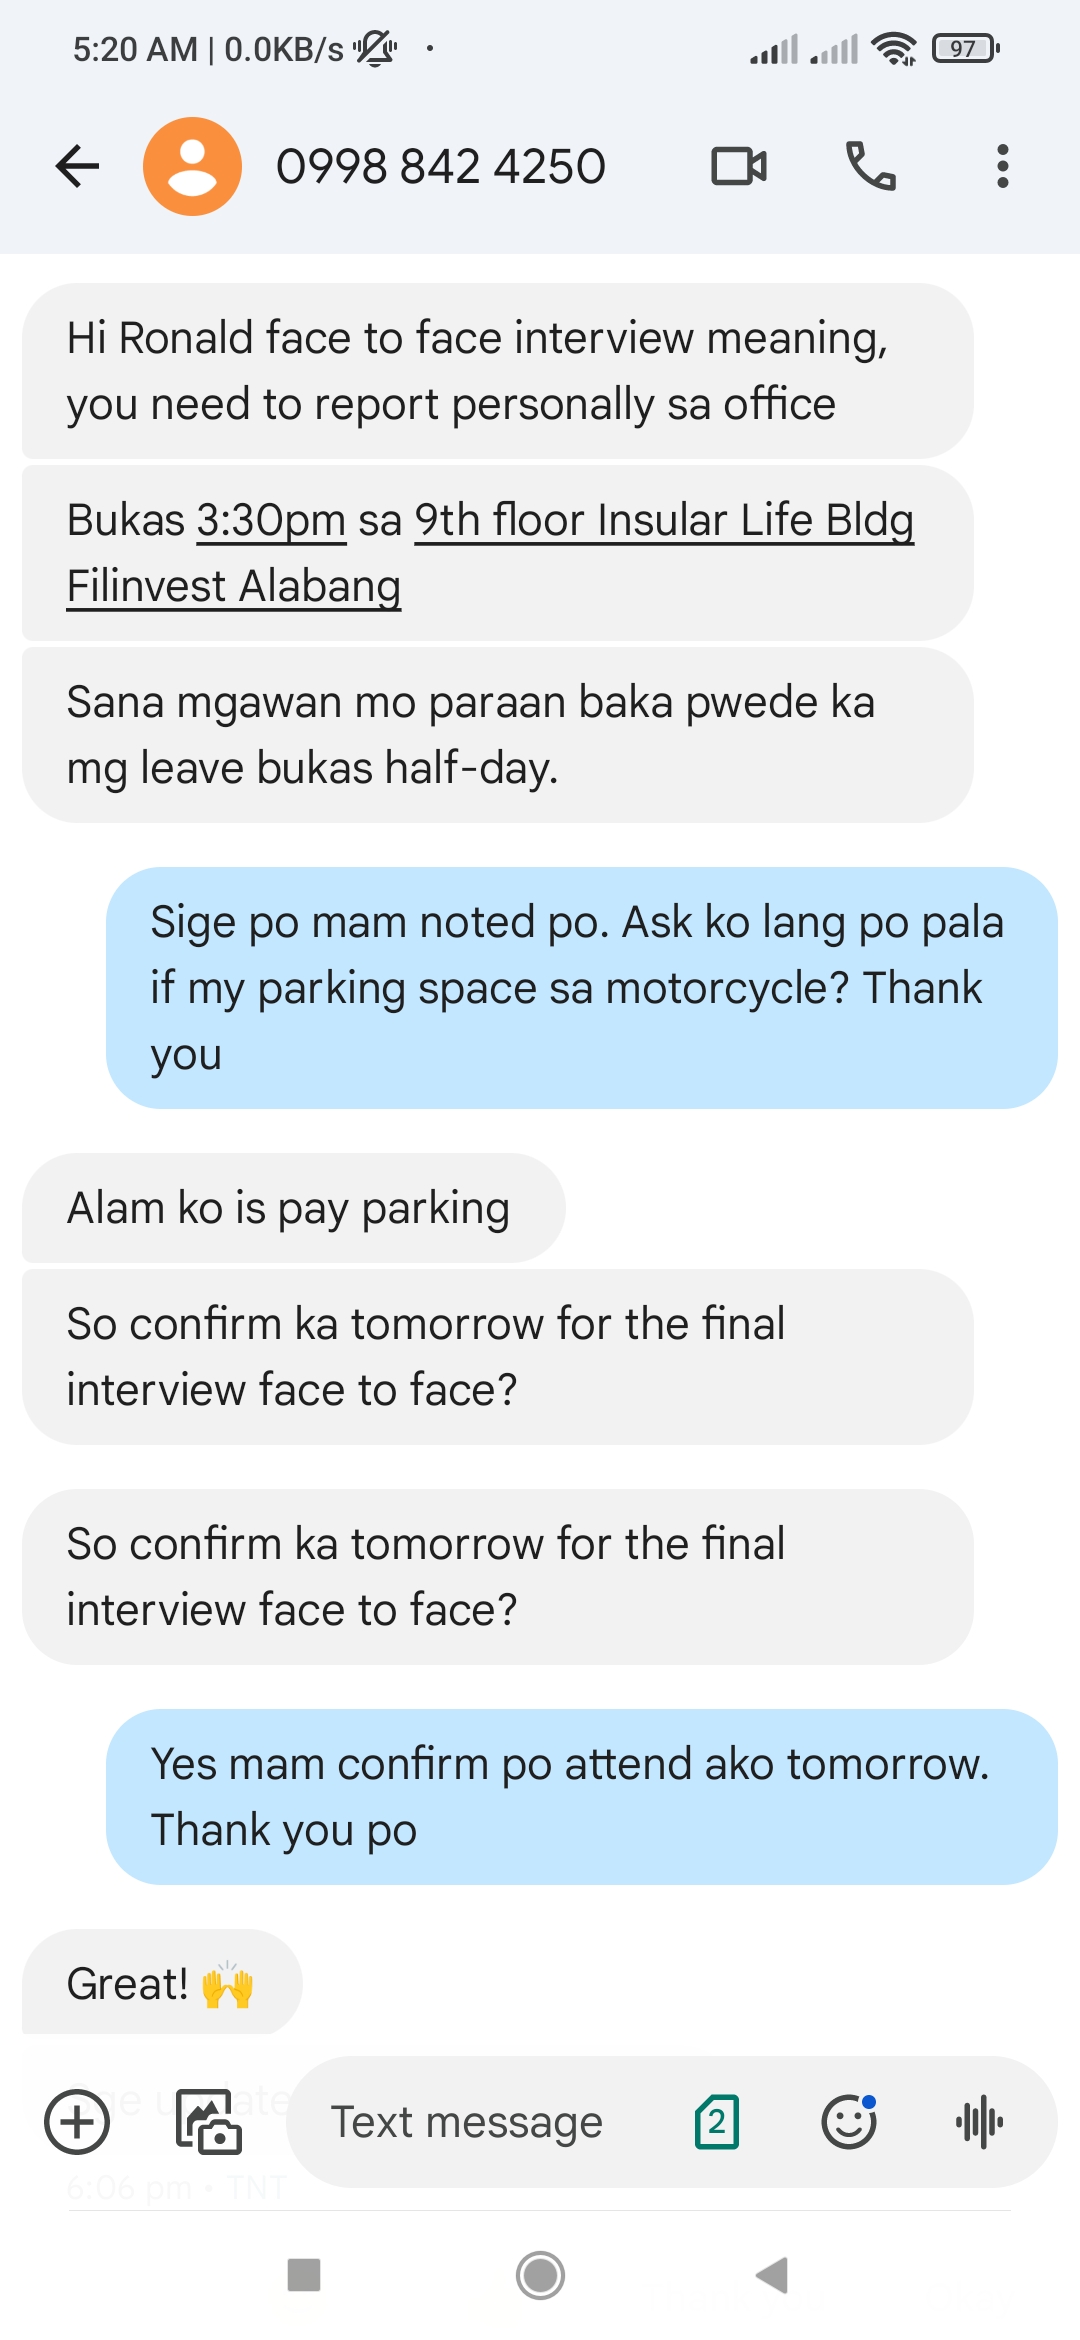 5:20 AM | 0.0KB/s
97
0998 842 4250
Hi Ronald face to face interview meaning,
you need to report personally sa office
Bukas 3:30pm sa 9th floor Insular Life Bldg
Filinvest Alabang
Sana mgawan mo paraan baka pwede ka
mg leave bukas half-day.
Sige po mam noted po. Ask ko lang po pala
if my parking space sa motorcycle? Thank
you
Alam ko is pay parking
So confirm ka tomorrow for the final
interview face to face?
So confirm ka tomorrow for the final
interview face to face?
Yes mam confirm po attend ako tomorrow.
Thank you po
Great! 🙌
Text message
2
6:06 pm • TNT